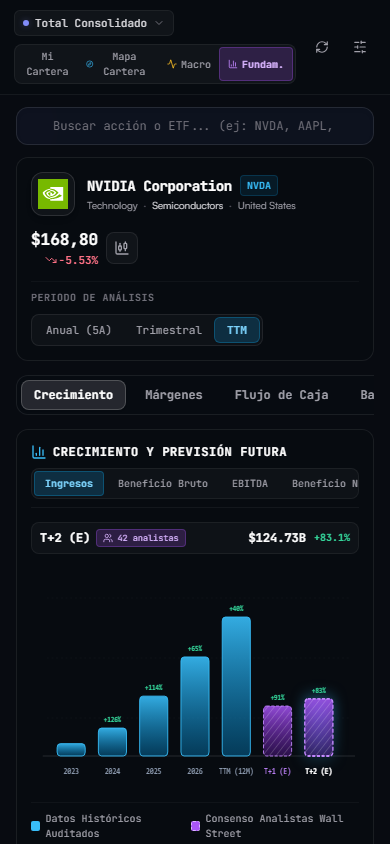 Total Consolidado
Mi Cartera
Mapa Cartera
Macro
Fundam.
Buscar acción o ETF... (ej: NVDA, AAPL,
NVIDIA Corporation NVDA
Technology · Semiconductors · United States
$168,80
-5.53%
PERIODO DE ANÁLISIS
Anual (5A) Trimestral TTM
Crecimiento Márgenes Flujo de Caja Ba
CRECIMIENTO Y PREVISIÓN FUTURA
Ingresos Beneficio Bruto EBITDA Beneficio N
T+2 (E) 42 analistas $124.73B +83.1%
+126% +114% +65% +40% +91% +83%
2023 2024 2025 2026 TTM (12M) T+1 (E) T+2 (E)
Datos Históricos Auditados
Consenso Analistas Wall Street